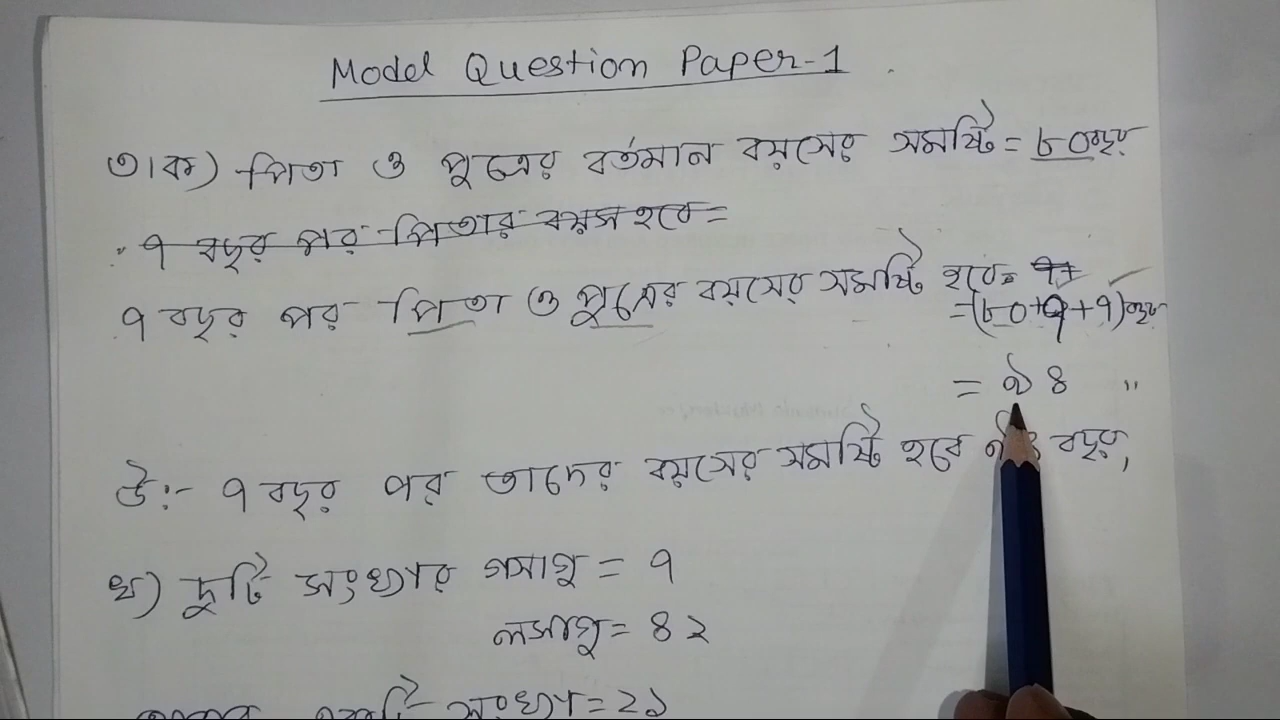 Model Question Paper-1
৩। ক) পিতা ও পুত্রের বর্তমান বয়সের সমষ্টি = ৮০ বছর
৭ বছর পর পিতার বয়স হবে =
৭ বছর পর পিতা ও পুত্রের বয়সের সমষ্টি হবে =
= (৮০+৭+৭) বছর
= ৯৪ "
উঃ- ৭ বছর পর তাদের বয়সের সমষ্টি হবে বছর,
খ) দুটি সংখ্যার গসাগু = ৭
লসাগু = ৪২
একটি সংখ্যা = ২১